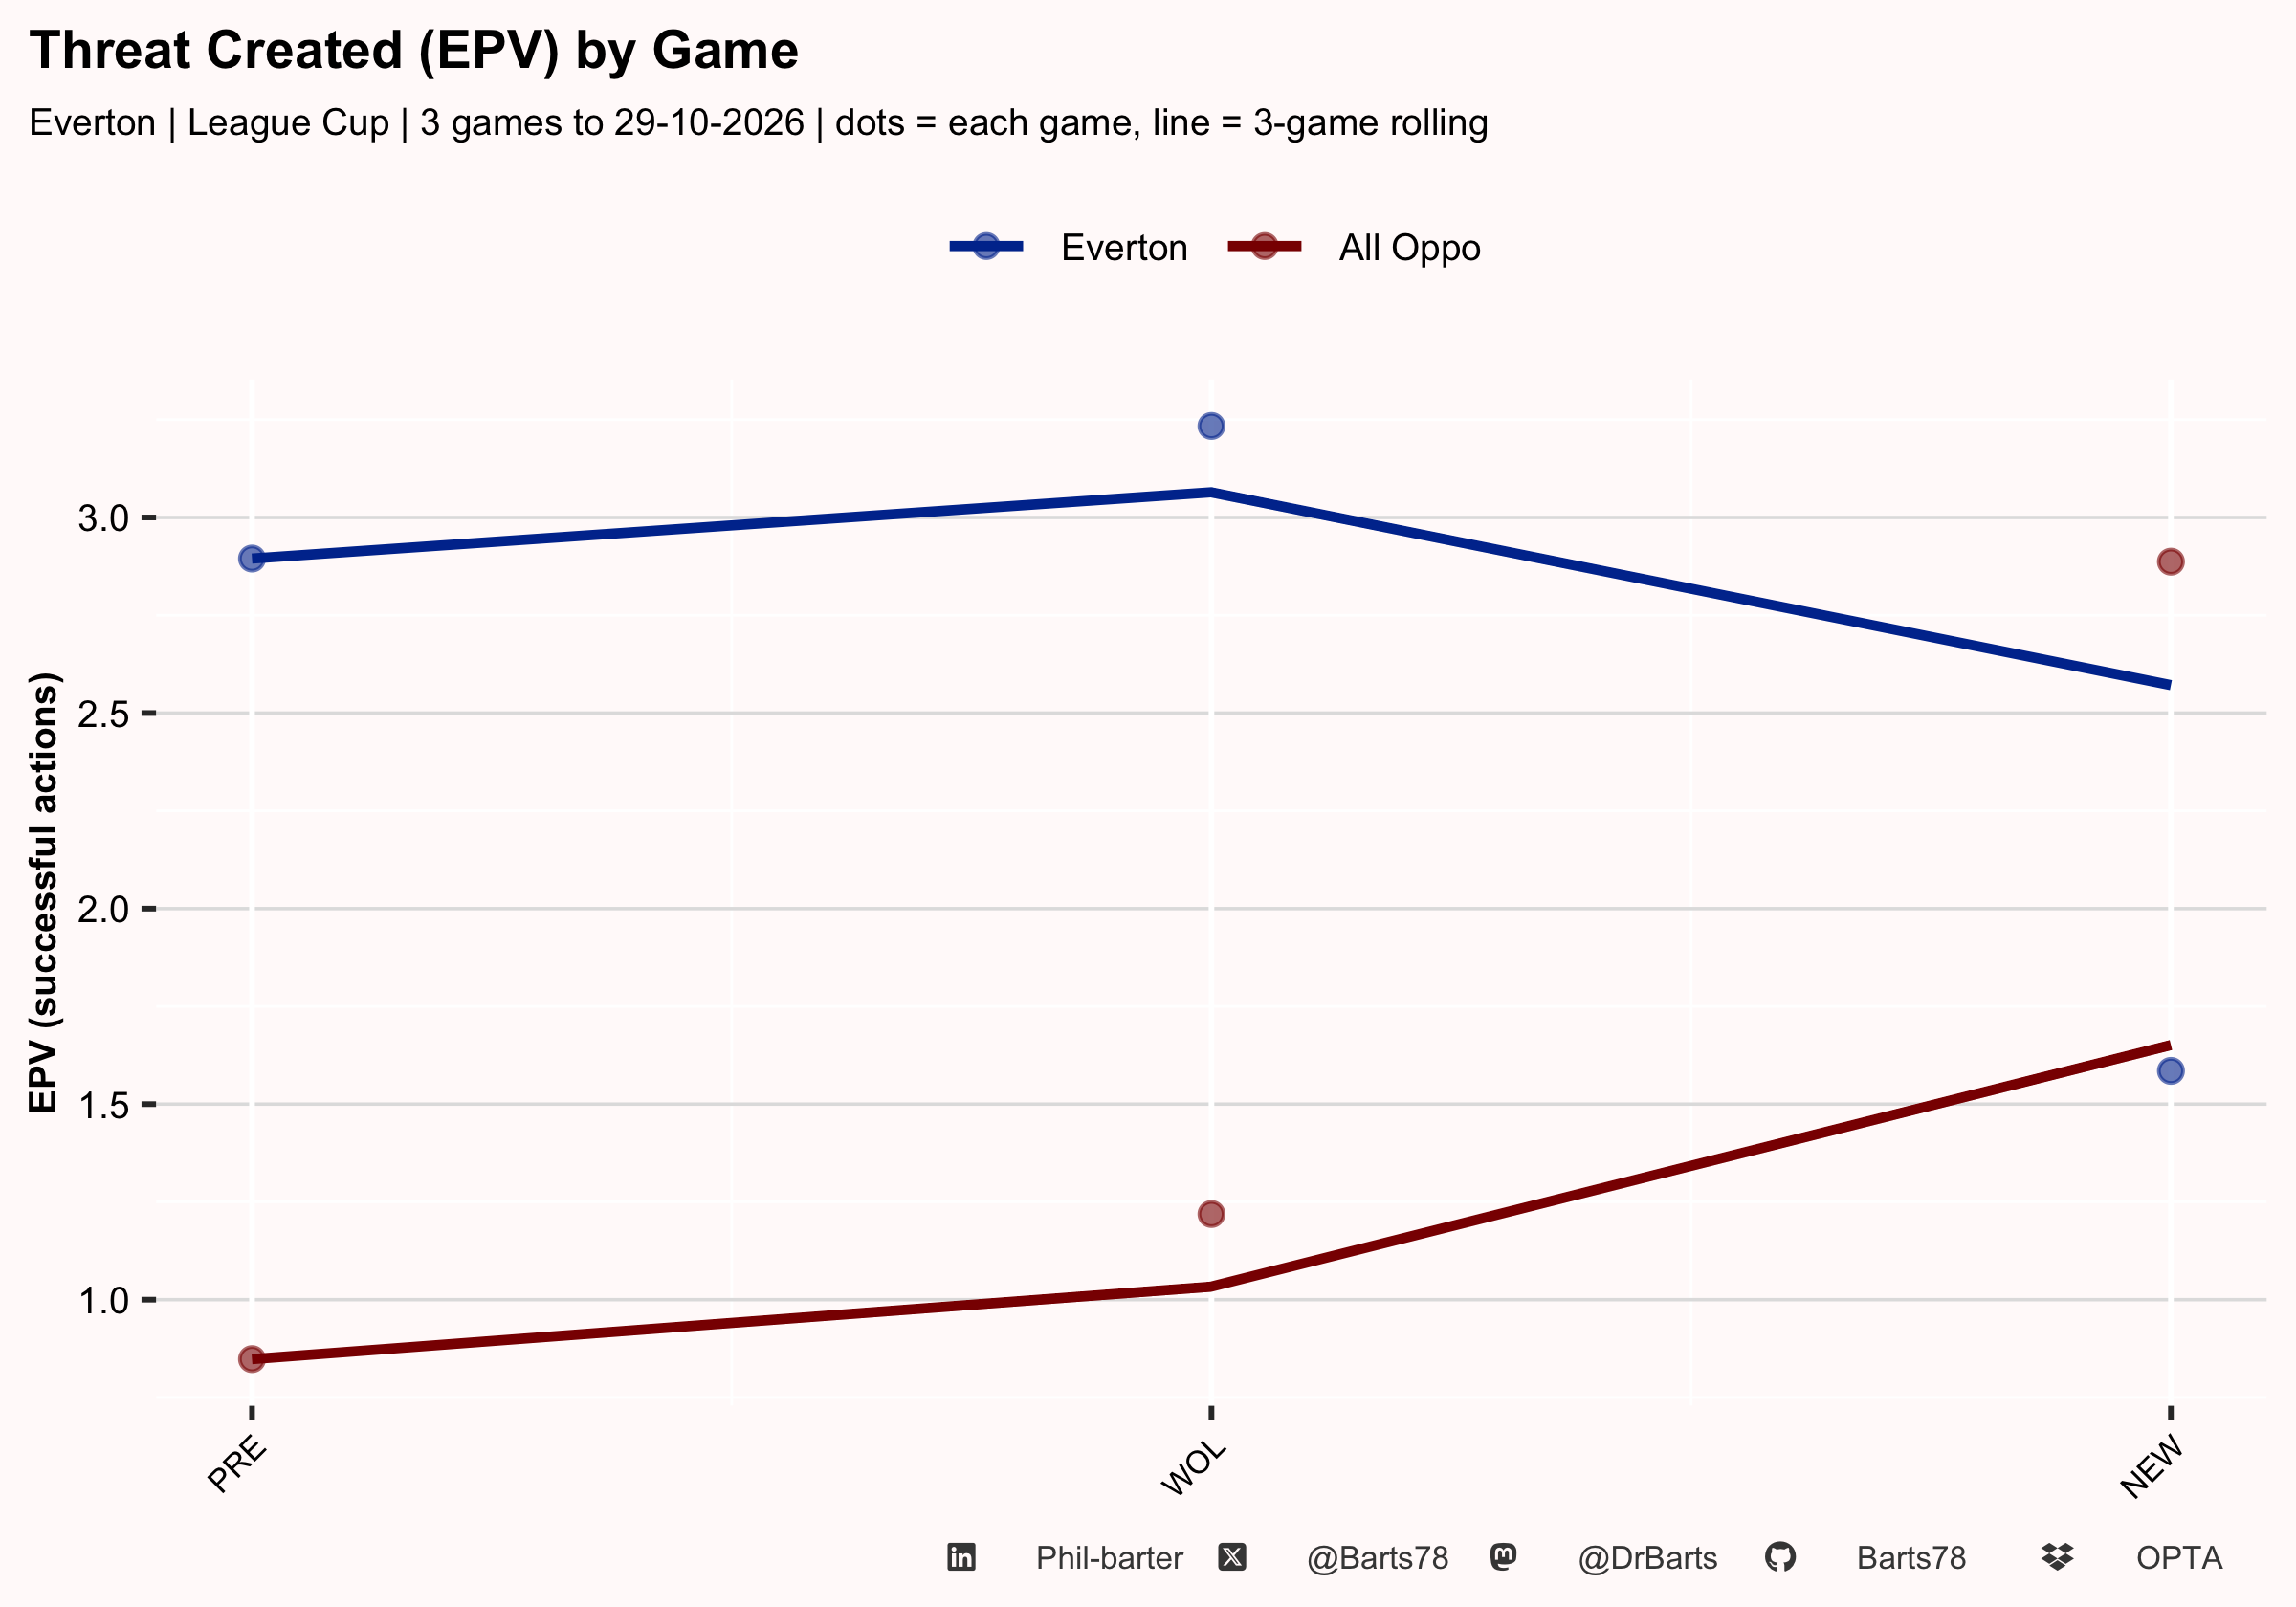 Threat Created (EPV) by Game
Everton | League Cup | 3 games to 29-10-2026 | dots = each game, line = 3-game rolling
Everton
All Oppo
EPV (successful actions)
3.0
2.5
2.0
1.5
1.0
PRE
WOL
NEW
Phil-barter @Barts78 @DrBarts Barts78 OPTA